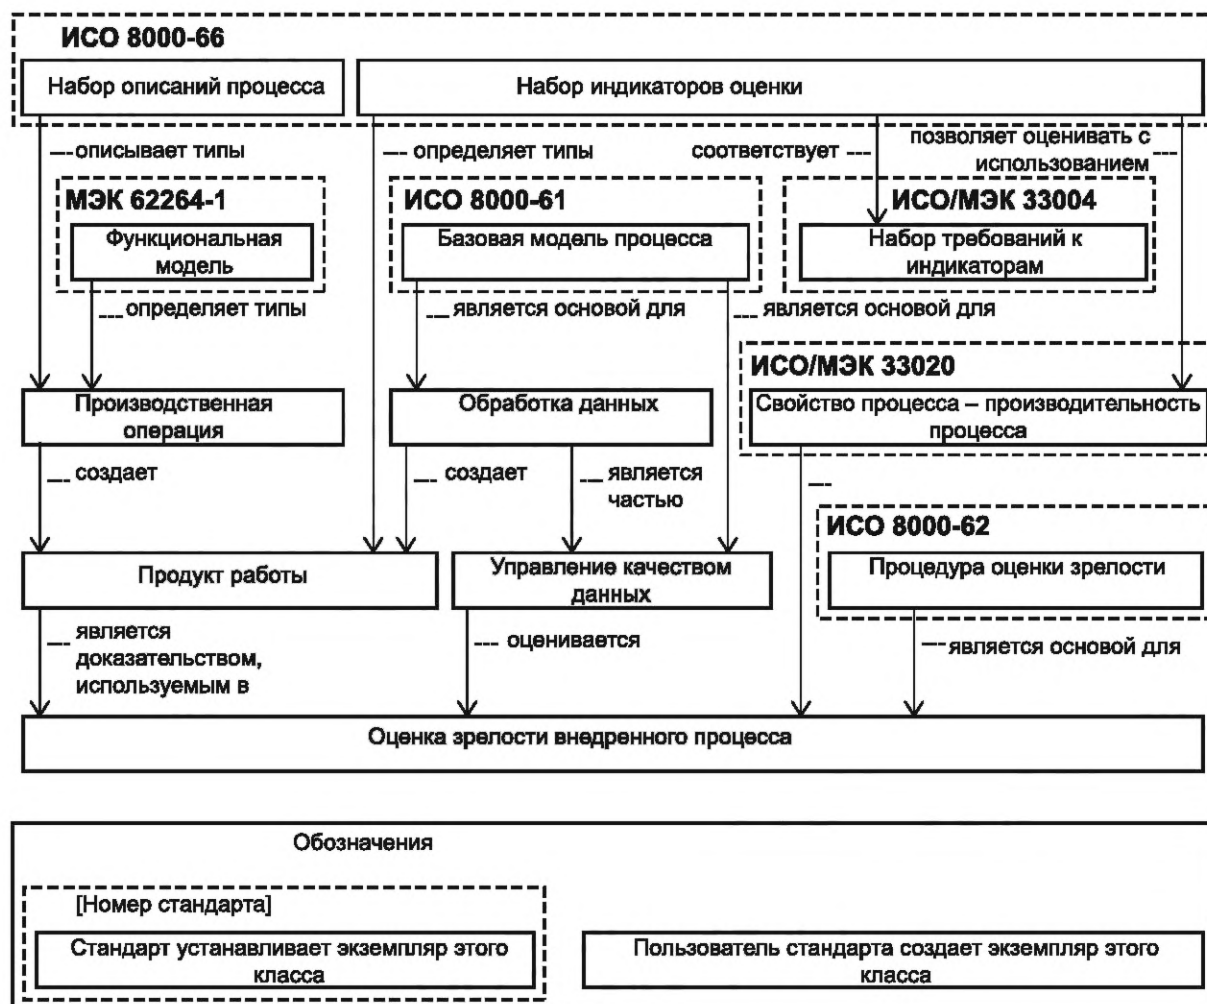 ИСО 8000-66
Набор описаний процесса
Набор индикаторов оценки
описывает типы
определяет типы
соответствует
позволяет оценивать с
использованием
МЭК 62264-1
Функциональная
модель
ИСО 8000-61
Базовая модель процесса
ИСО/МЭК 33004
Набор требований к
индикаторам
определяет типы
является основой для
является основой для
ИСО/МЭК 33020
Производственная
операция
Обработка данных
Свойство процесса – производительность
процесса
создает
создает
является
частью
ИСО 8000-62
Продукт работы
Управление качеством
данных
Процедура оценки зрелости
является
доказательством,
используемым в
оценивается
является основой для
Оценка зрелости внедренного процесса
Обозначения
[Номер стандарта]
Стандарт устанавливает экземпляр этого
класса
Пользователь стандарта создает экземпляр этого
класса